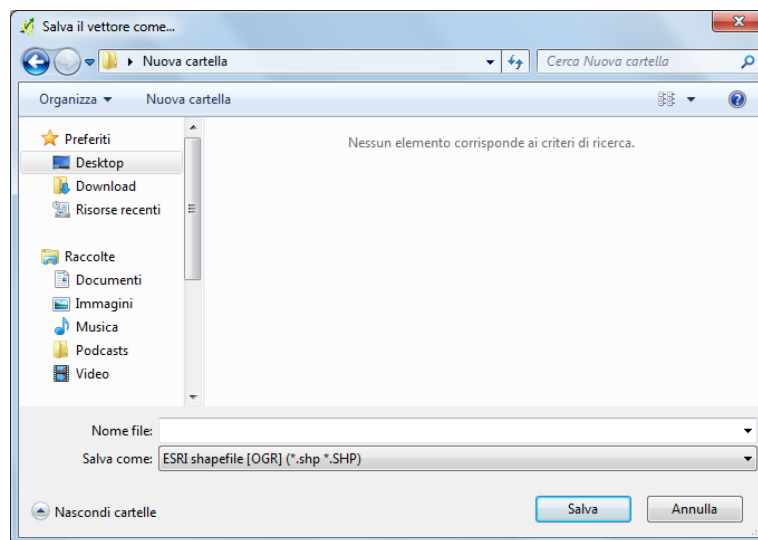 Salva il vettore come...
Nuova cartella
Cerca Nuova cartella
Organizza
Nuova cartella
Preferiti
Desktop
Download
Risorse recenti
Raccolte
Documenti
Immagini
Musica
Podcasts
Video
Nessun elemento corrisponde ai criteri di ricerca.
Nome file:
Salva come: ESRI shapefile [OGR] (*.shp *.SHP)
Nascondi cartelle
Salva
Annulla